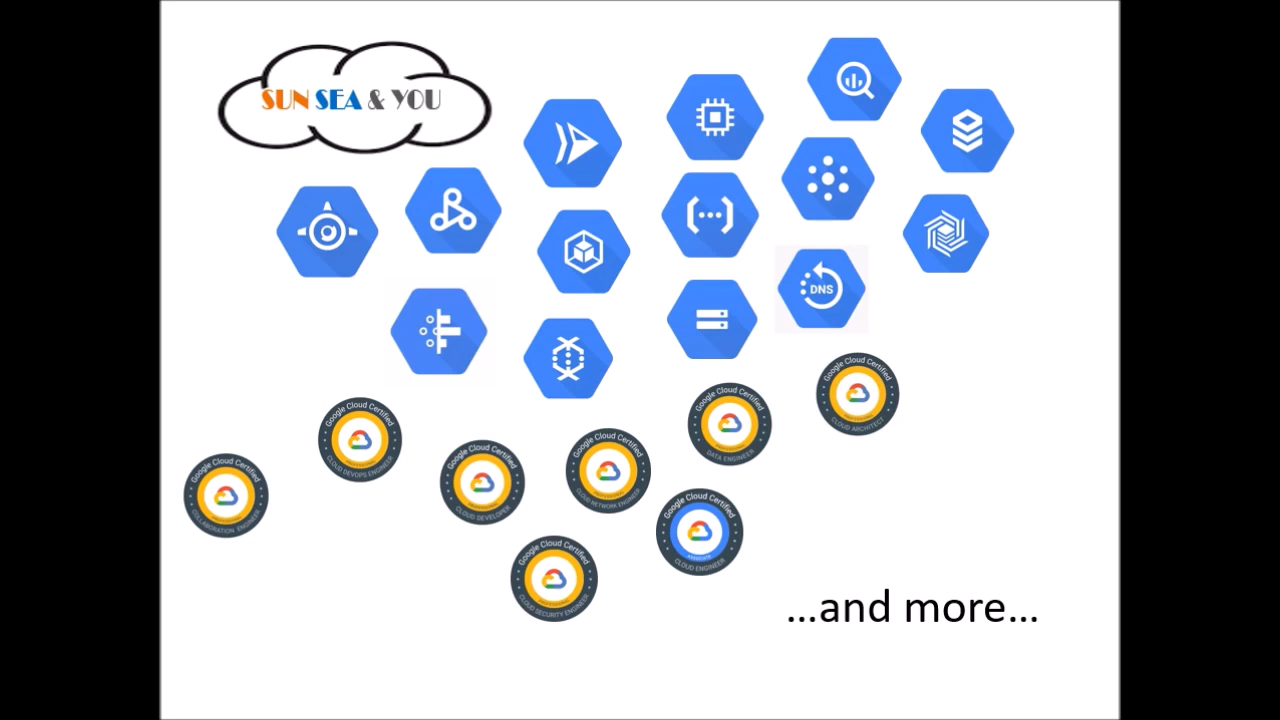 SUN SEA & YOU
DNS
Google Cloud Certified
CLOUD ARCHITECT
Google Cloud Certified
DATA ENGINEER
Google Cloud Certified
CLOUD DEVOPS ENGINEER
Google Cloud Certified
CLOUD NETWORK ENGINEER
Google Cloud Certified
CLOUD DEVELOPER
Google Cloud Certified
COLLABORATION ENGINEER
Google Cloud Certified
CLOUD ENGINEER
Google Cloud Certified
CLOUD SECURITY ENGINEER
...and more...